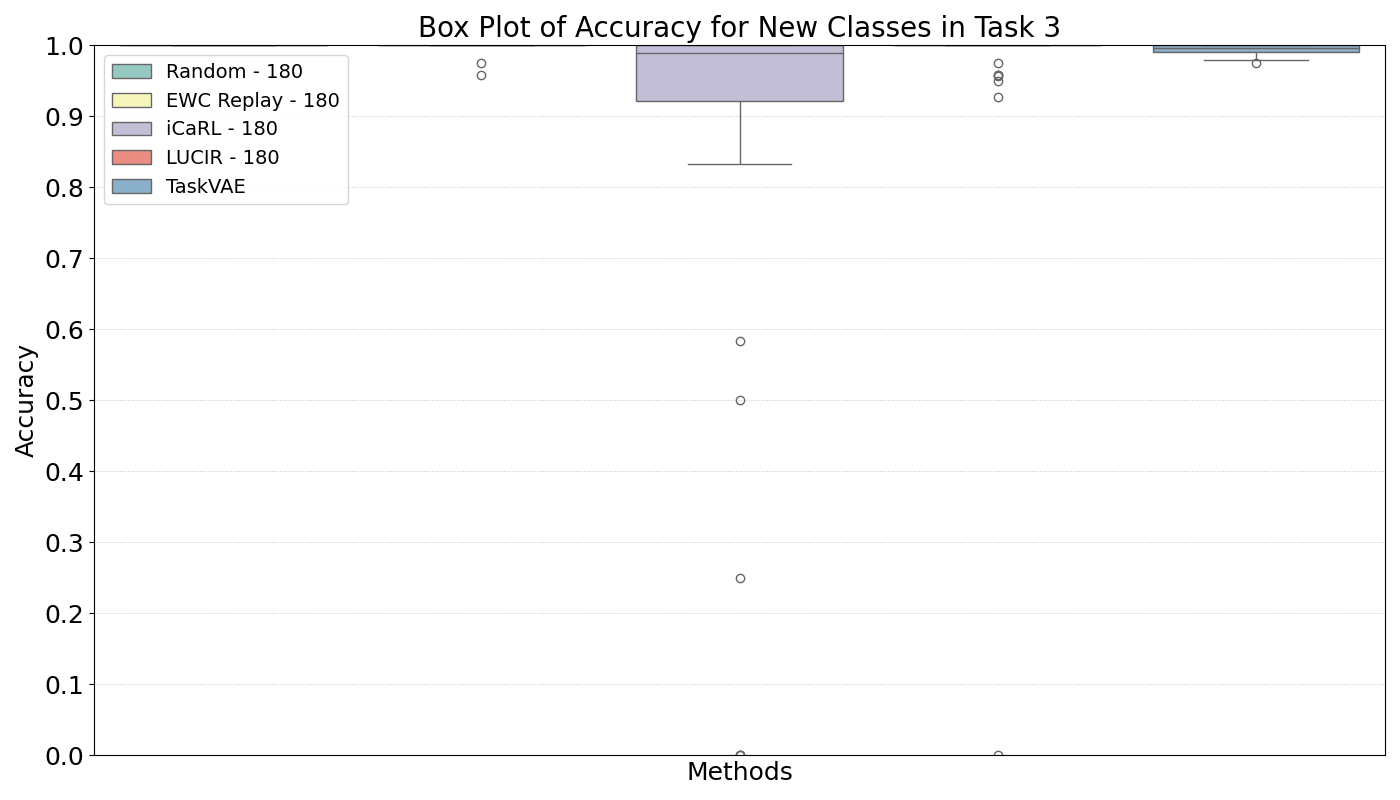 Box Plot of Accuracy for New Classes in Task 3
1.0
0.9
0.8
0.7
0.6
0.5
0.4
0.3
0.2
0.1
0.0
Accuracy
Random - 180
EWC Replay - 180
iCaRL - 180
LUCIR - 180
TaskVAE
Methods